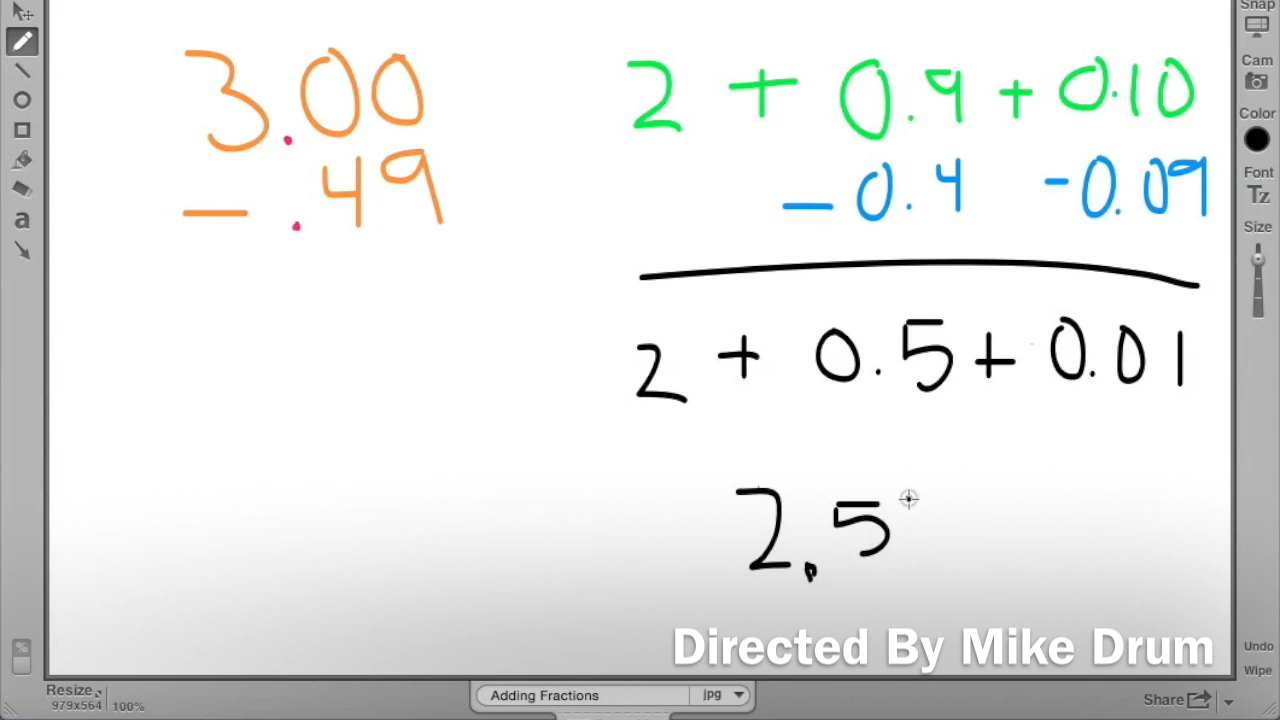 Snap
Cam
Color
Font
Tz
Size
a
3.00
- .49
2 + 0.9 + 0.10
- 0.4 -0.09
2 + 0.5 + 0.01
2.5
Directed By Mike Drum
%
Undo
Wipe
Resize
979x564 100%
Adding Fractions jpg
Share